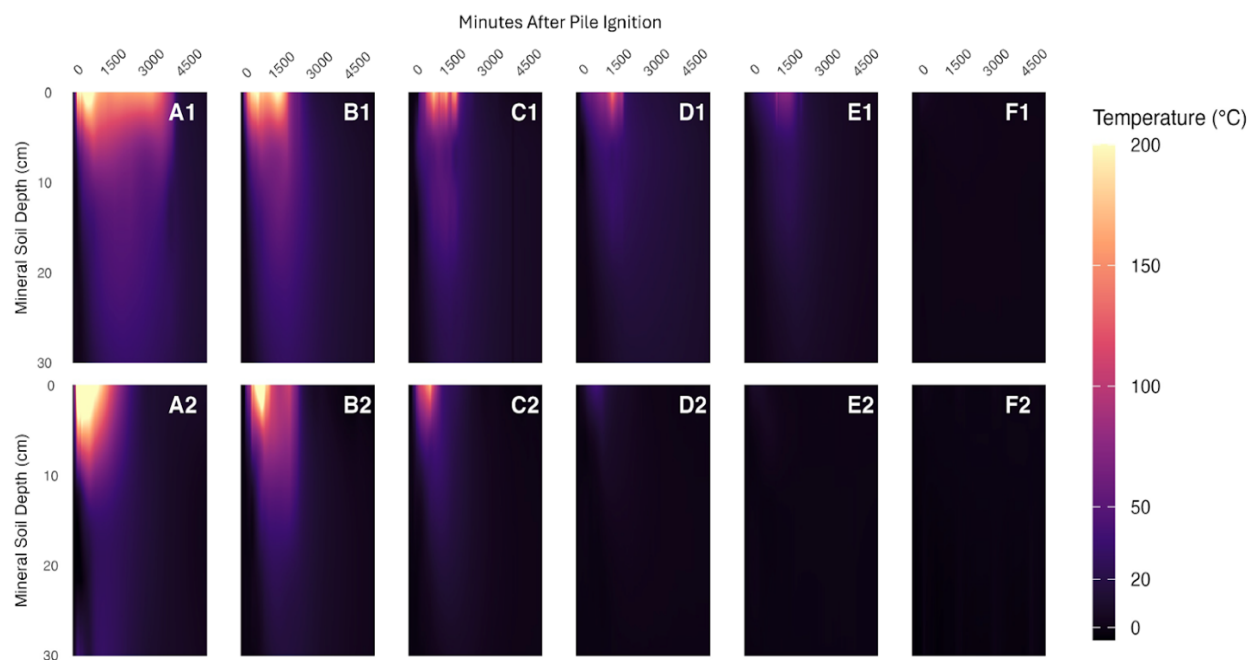 Minutes After Pile Ignition
0 1500 3000 4500 0 1500 3000 4500 0 1500 3000 4500 0 1500 3000 4500 0 1500 3000 4500 0 1500 3000 4500
Mineral Soil Depth (cm)
0
10
20
30
A1 B1 C1 D1 E1 F1
Mineral Soil Depth (cm)
0
10
20
30
A2 B2 C2 D2 E2 F2
Temperature (°C)
200
150
100
50
20
0